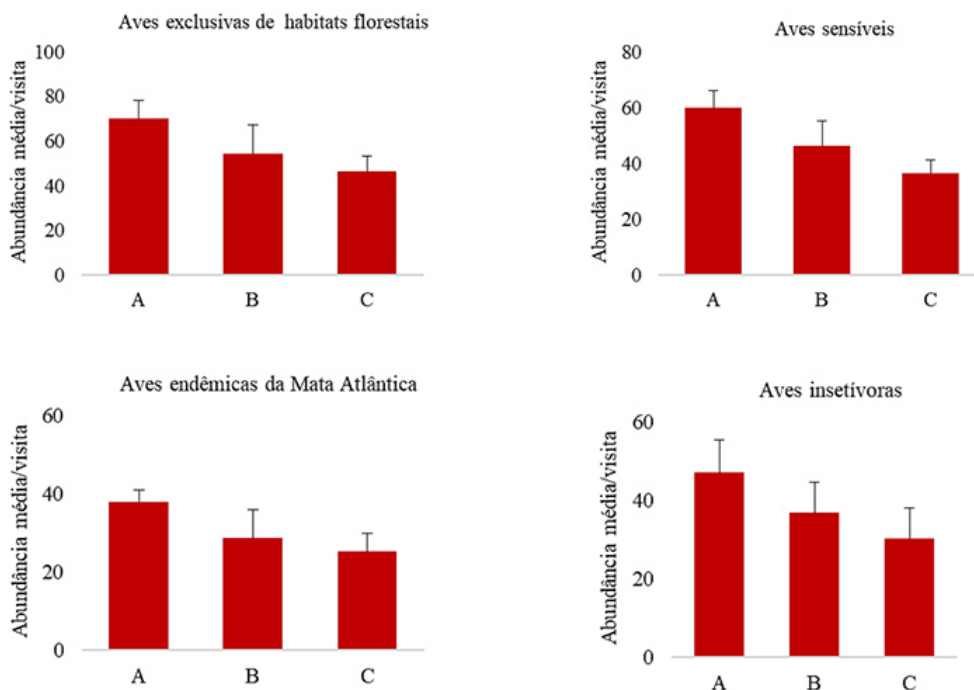 Aves exclusivas de habitats florestais
Abundância média/visita
100
80
60
40
20
0
A B C
Aves sensíveis
Abundância média/visita
80
60
40
20
0
A B C
Aves endêmicas da Mata Atlântica
Abundância média/visita
60
40
20
0
A B C
Aves insetívoras
Abundância média/visita
60
40
20
0
A B C